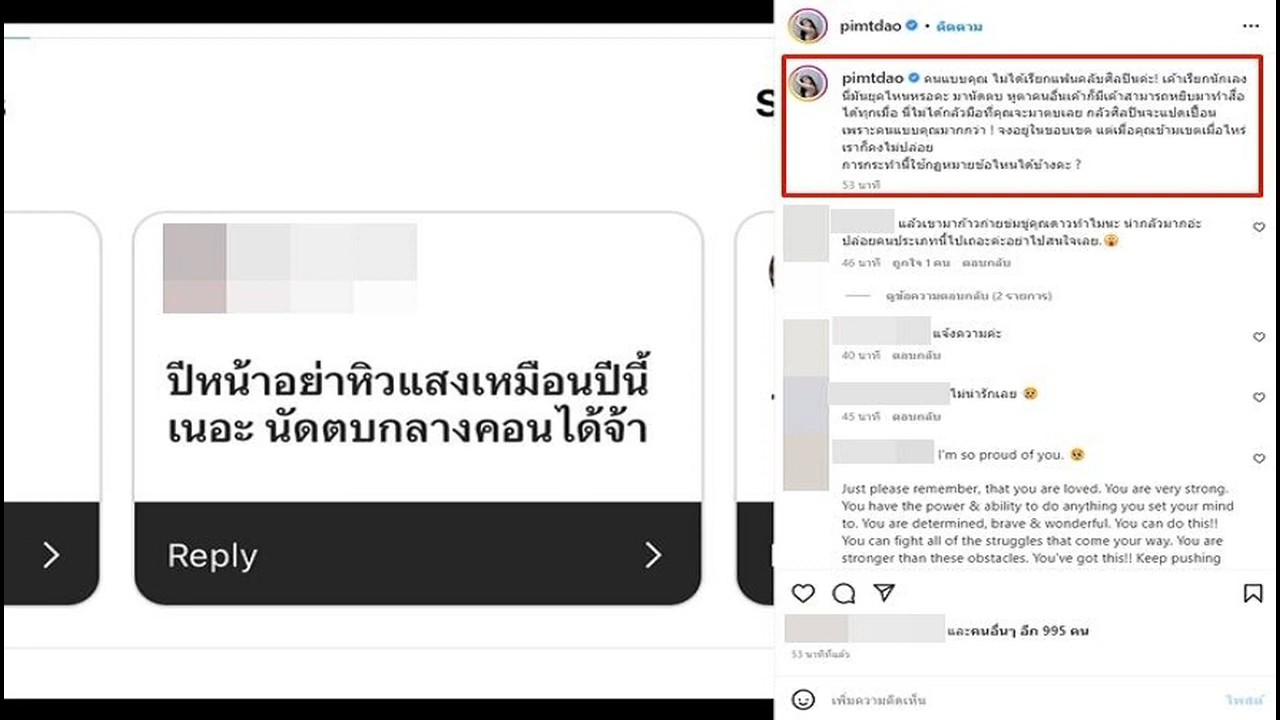 S
ปีหน้าอย่าหิวแสงเหมือนปีนี้
เนอะ นัดตบกลางคอนได้จ้า
Reply
pimtdao • ติดตาม
pimtdao คนแบบคุณ ไม่ได้เรียกแฟนคลับศิลปินค่ะ! เค้าเรียกนักเลง
นี่มันยุคไหนหรอคะ มานัดตบ หูตาคนอื่นเค้าก็มีเค้าสามารถหยิบมาทำสื่อ
ได้ทุกเมื่อ นี่ไม่ได้กลัวมือที่คุณจะมาตบเลย กลัวศิลปินจะแปดเปื้อน
เพราะคนแบบคุณมากกว่า ! จงอยู่ในขอบเขต แต่เมื่อคุณข้ามเขตเมื่อไหร่
เราก็คงไม่ปล่อย
การกระทำนี้ใช้กฎหมายข้อไหนได้บ้างคะ ?
53 นาที
แล้วเขามาก้าวก่ายข่มขู่คุณดาวทำไมนะ น่ากลัวมากอ่ะ
ปล่อยคนประเภทนี้ไปเถอะค่ะอย่าไปสนใจเลย.😫
46 นาที ถูกใจ 1 คน ตอบกลับ
ดูข้อความตอบกลับ (2 รายการ)
แจ้งความค่ะ
40 นาที ตอบกลับ
ไม่น่ารักเลย 😢
45 นาที ตอบกลับ
I'm so proud of you. 🥺
Just please remember, that you are loved. You are very strong.
You have the power & ability to do anything you set your mind
to. You are determined, brave & wonderful. You can do this!!
You can fight all of the struggles that come your way. You are
stronger than these obstacles. You've got this!! Keep pushing
และคนอื่นๆ อีก 995 คน
53 นาทีที่แล้ว
เพิ่มความคิดเห็น
โพสต์